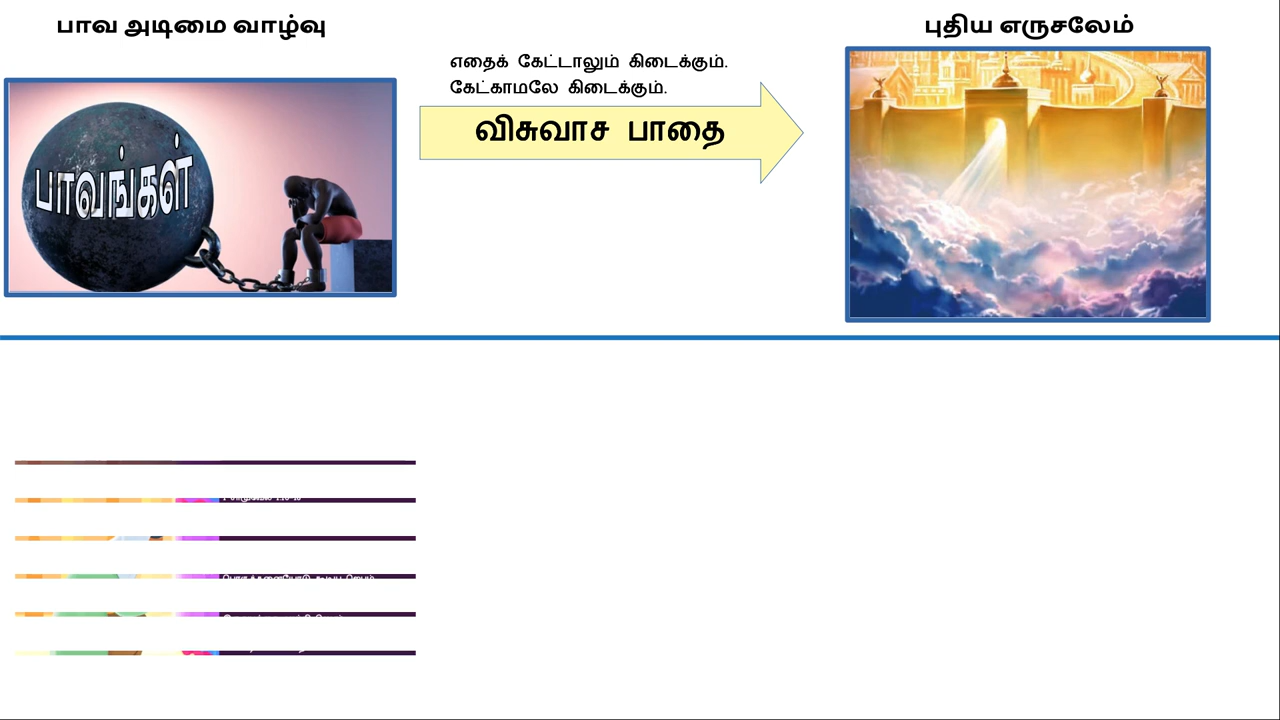 பாவ அடிமை வாழ்வு
புதிய எருசலேம்
எதைக் கேட்டாலும் கிடைக்கும்.
கேட்காமலே கிடைக்கும்.
விசுவாச பாதை
பாவங்கள்